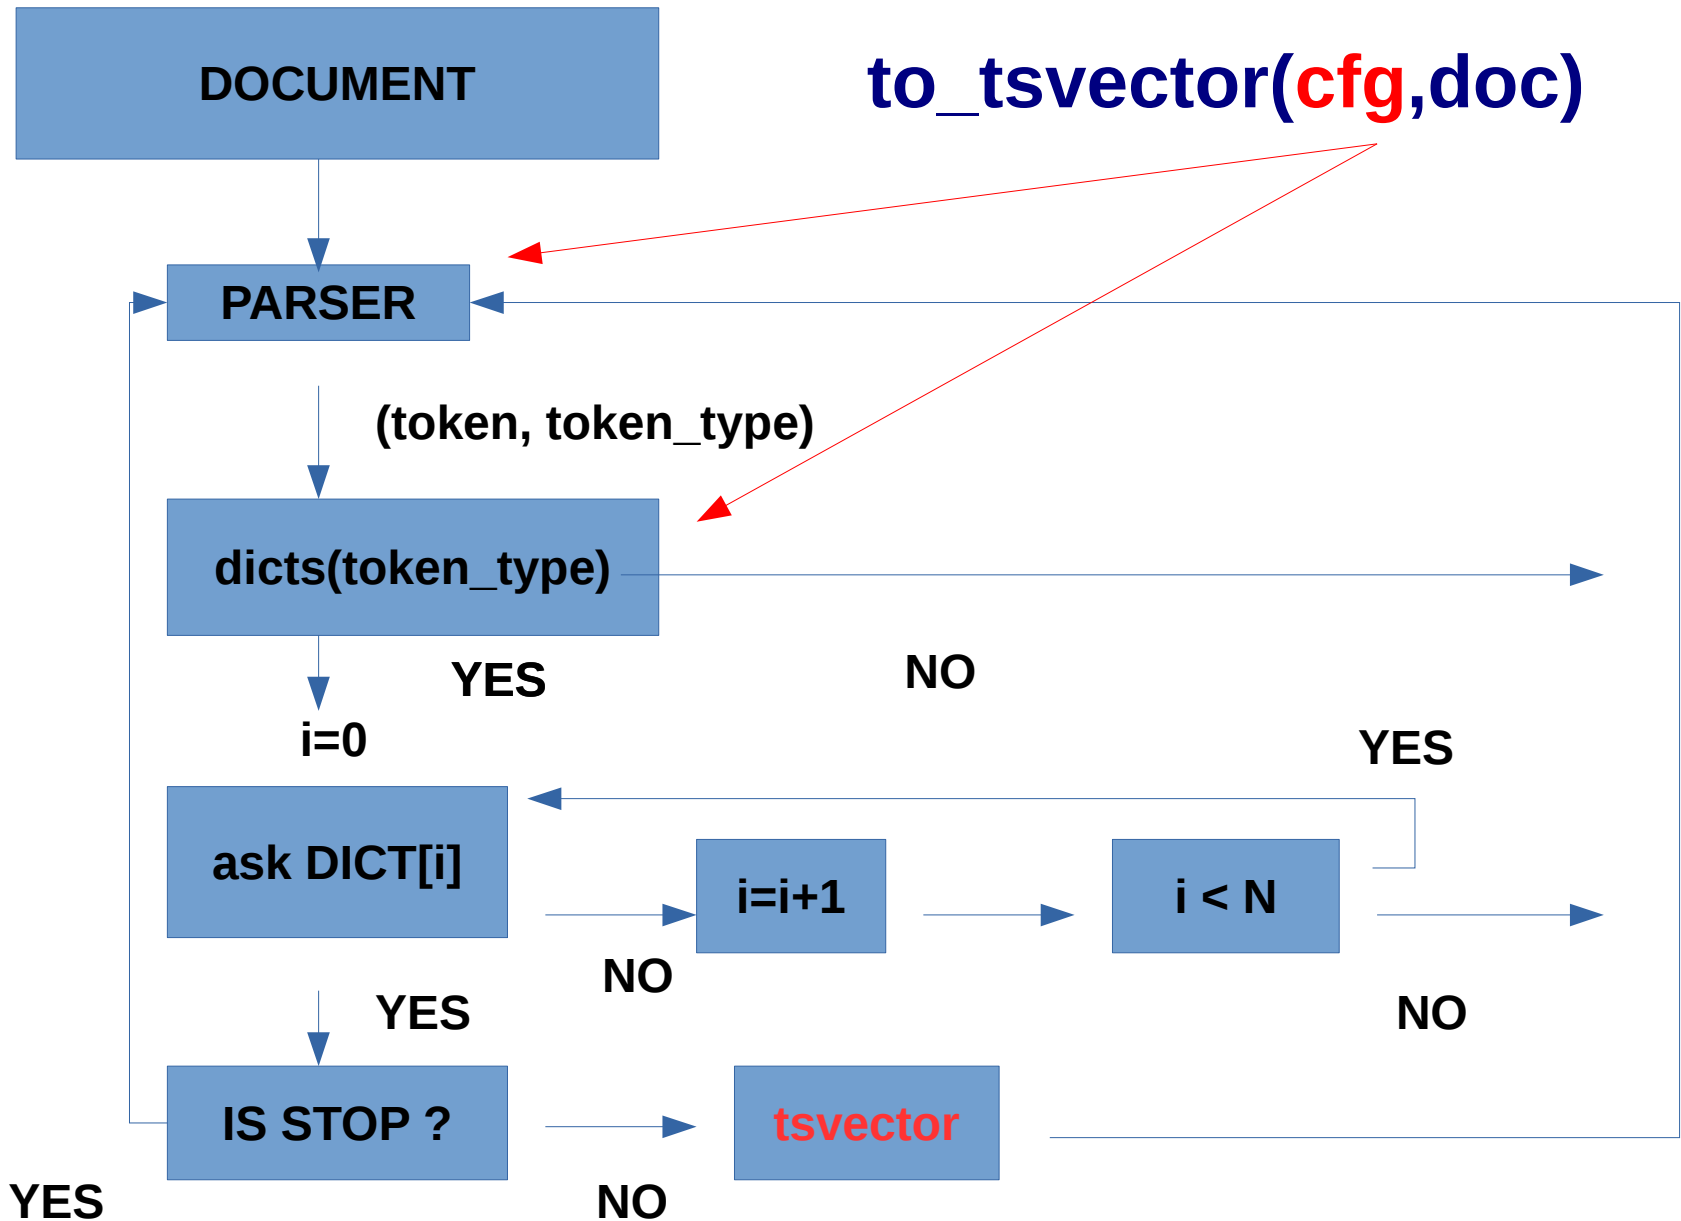 DOCUMENT
to_tsvector(cfg,doc)
PARSER
(token, token_type)
dicts(token_type)
YES
NO
i=0
YES
ask DICT[i]
i=i+1
i < N
NO
YES
NO
IS STOP ?
tsvector
YES
NO